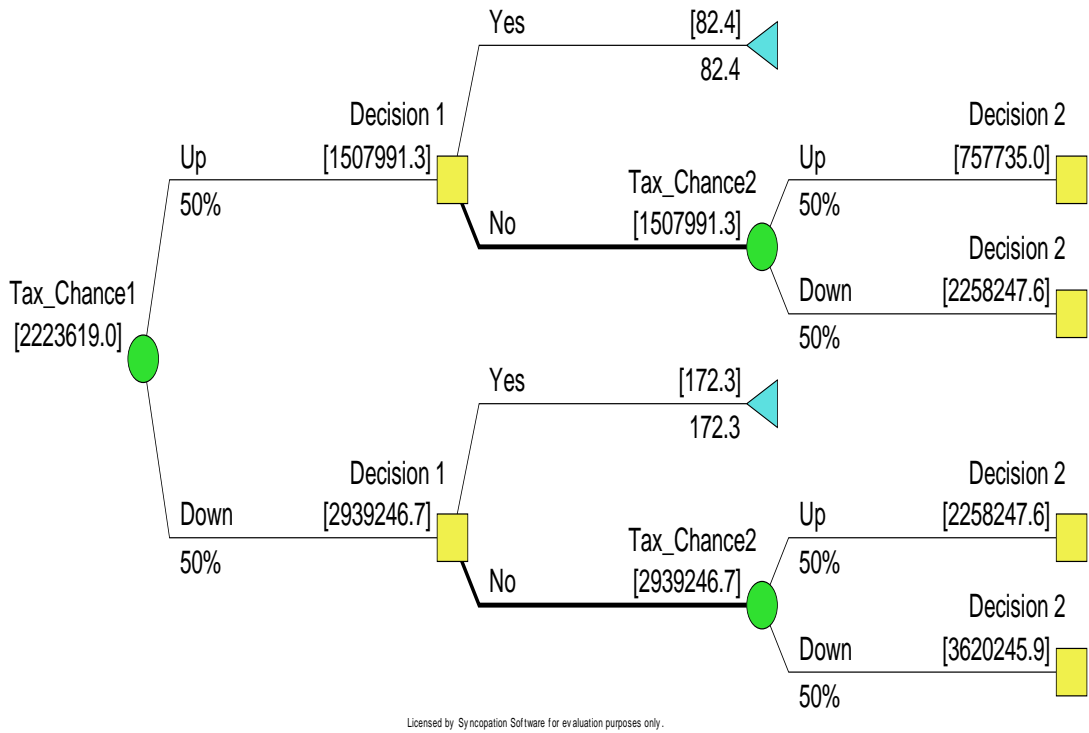 Yes [82.4]
82.4
Decision 1
Decision 2
Up [1507991.3]
Up [757735.0]
50%
Tax_Chance2
50%
No [1507991.3]
Decision 2
Tax_Chance1
Down [2258247.6]
[2223619.0]
50%
Yes [172.3]
172.3
Decision 1
Decision 2
Down [2939246.7]
Up [2258247.6]
50%
Tax_Chance2
50%
No [2939246.7]
Decision 2
Down [3620245.9]
50%
Licensed by Syncopation Software for evaluation purposes only.